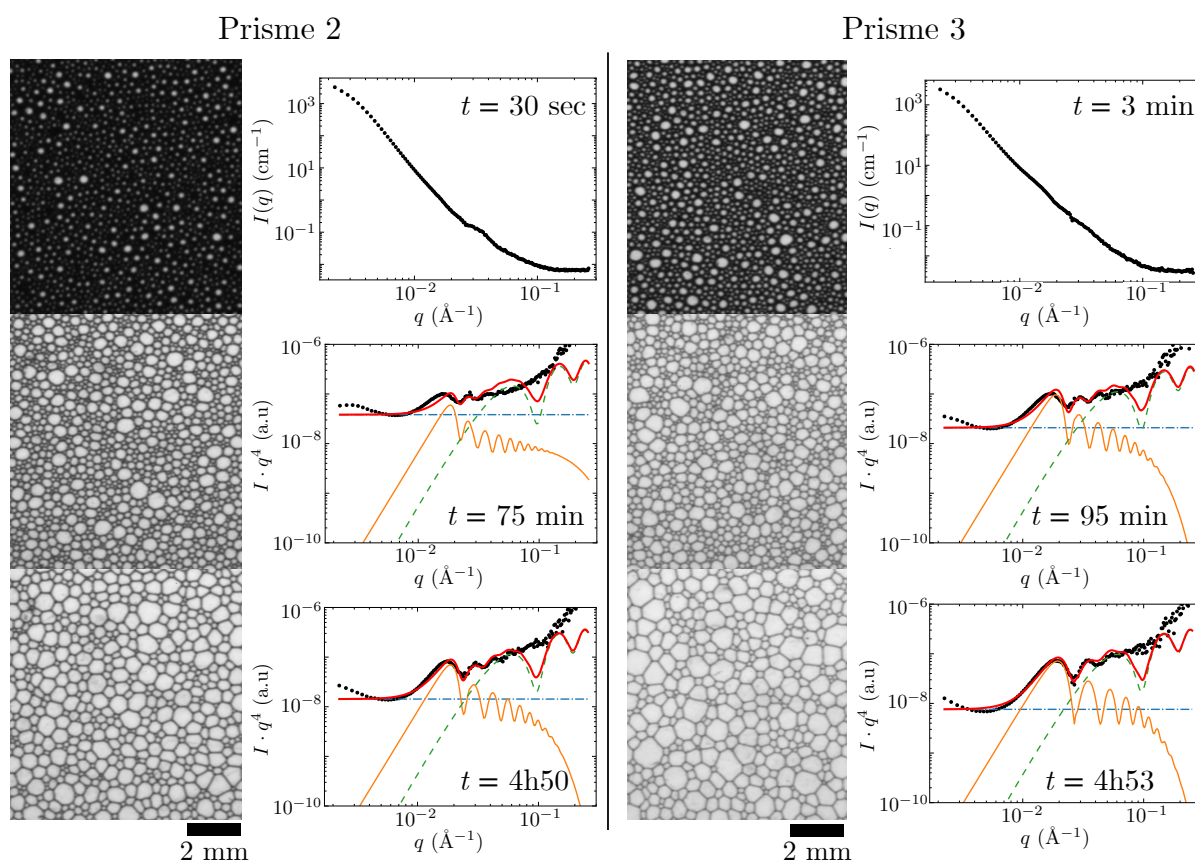 Prisme 2
Prisme 3
I(q) (cm⁻¹)
10³
10¹
10⁻¹
t = 30 sec
10⁻² 10⁻¹
q (Å⁻¹)
I(q) (cm⁻¹)
10³
10¹
10⁻¹
t = 3 min
10⁻² 10⁻¹
q (Å⁻¹)
I · q⁴ (a.u)
10⁻⁶
10⁻⁸
10⁻¹⁰
t = 75 min
10⁻² 10⁻¹
q (Å⁻¹)
I · q⁴ (a.u)
10⁻⁶
10⁻⁸
10⁻¹⁰
t = 95 min
10⁻² 10⁻¹
q (Å⁻¹)
I · q⁴ (a.u)
10⁻⁶
10⁻⁸
10⁻¹⁰
t = 4h50
10⁻² 10⁻¹
q (Å⁻¹)
I · q⁴ (a.u)
10⁻⁶
10⁻⁸
10⁻¹⁰
t = 4h53
10⁻² 10⁻¹
q (Å⁻¹)
2 mm
2 mm